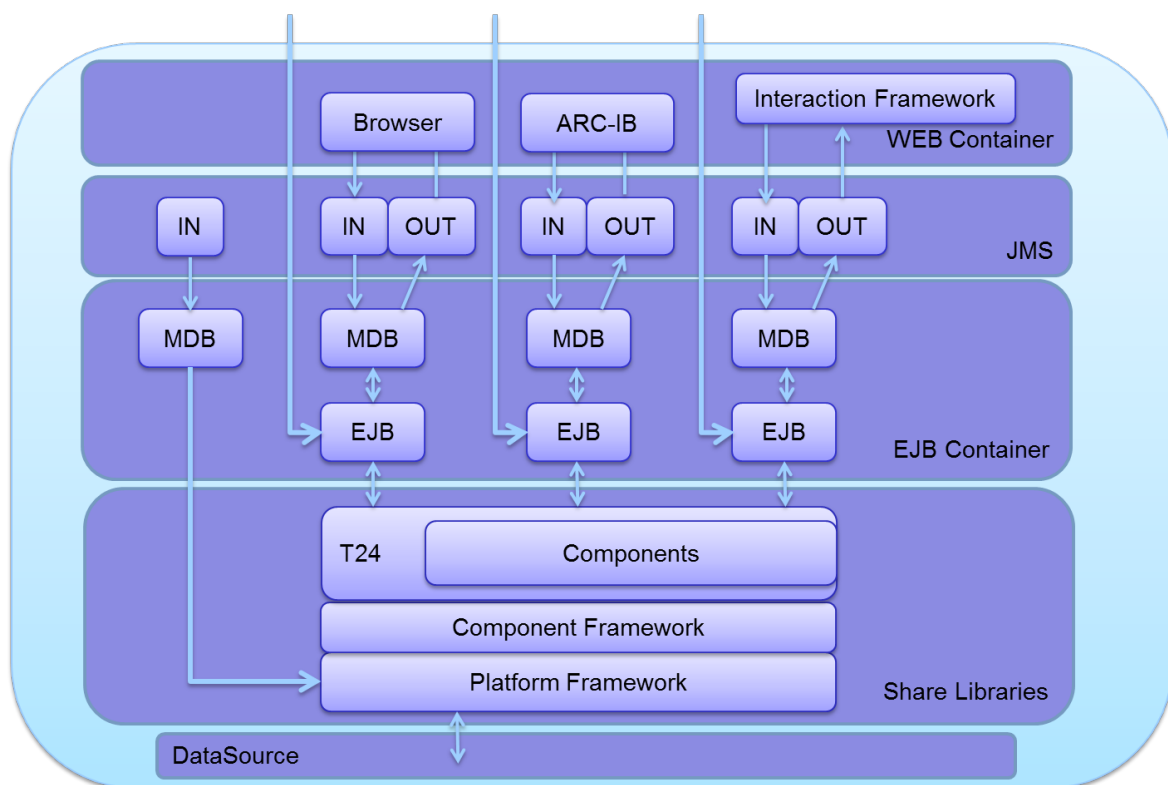 Interaction Framework
Browser
ARC-IB
WEB Container
IN
IN
OUT
IN
OUT
IN
OUT
JMS
MDB
MDB
MDB
MDB
EJB
EJB
EJB
EJB Container
T24
Components
Component Framework
Platform Framework
Share Libraries
DataSource